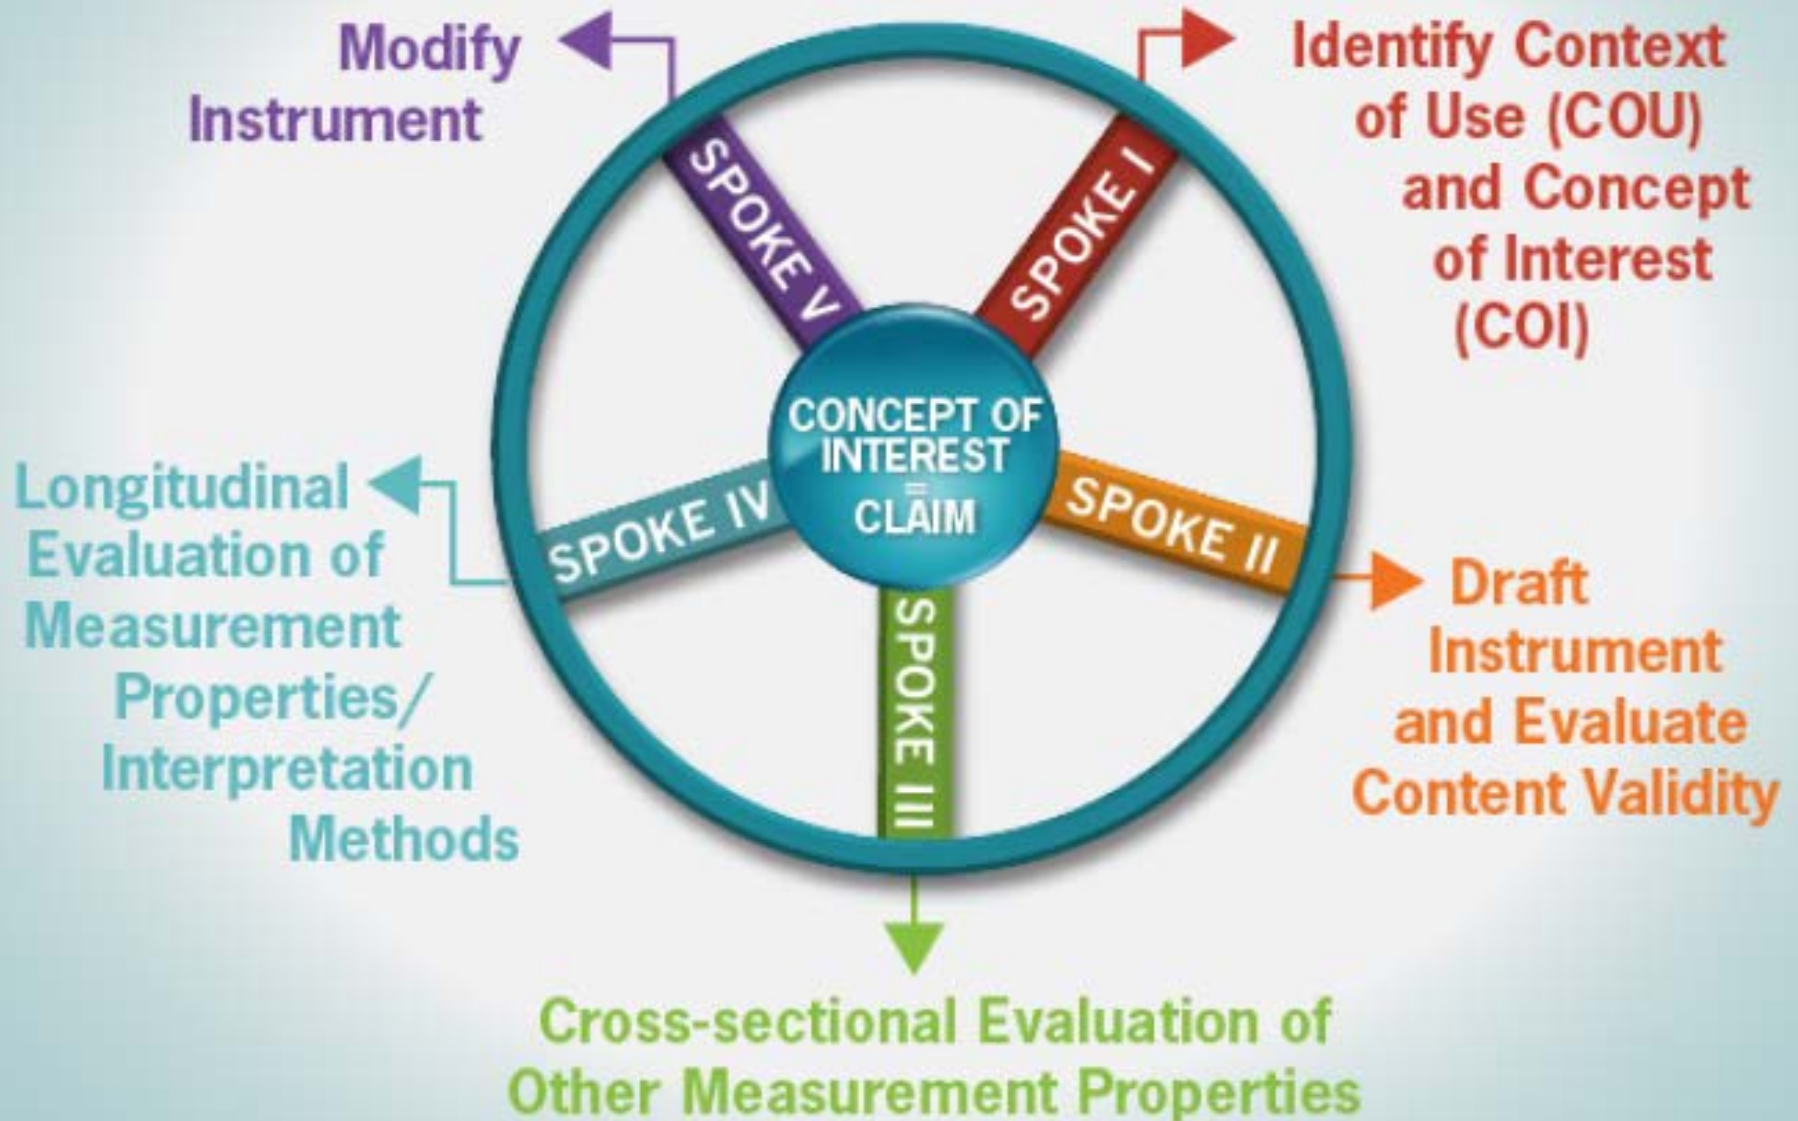 Modify
Instrument
Identify Context
of Use (COU)
and Concept
of Interest
(COI)
SPOKE V
SPOKE I
CONCEPT OF
INTEREST
=
CLAIM
SPOKE IV
SPOKE II
SPOKE III
Longitudinal
Evaluation of
Measurement
Properties/
Interpretation
Methods
Draft
Instrument
and Evaluate
Content Validity
Cross-sectional Evaluation of
Other Measurement Properties